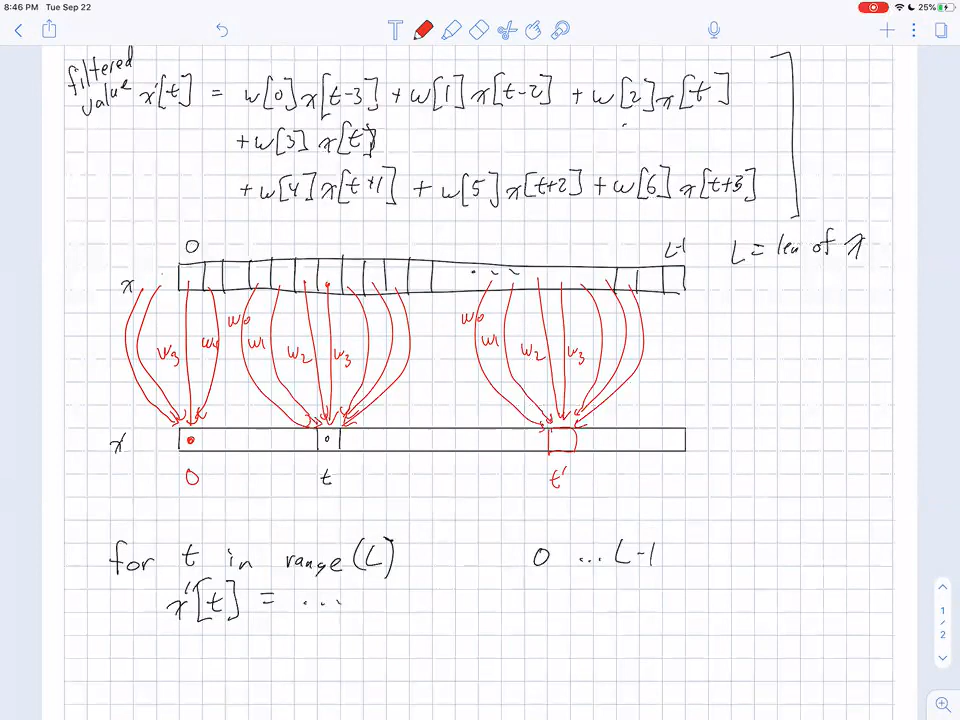 8:46 PM Tue Sep 22
25%
T
filtered
value x'[t] = w[0] x[t-3] + w[1] x[t-2] + w[2] x[t]
+ w[3] x[t]
+ w[4] x[t+1] + w[5] x[t+2] + w[6] x[t+3]
0 L-1 L = len of x
x ...
w0 w0
w3 w1 w2 w3 w1 w2 w3
x'
0 t t'
for t in range(L) 0 ... L-1
x'[t] = ...
1
/
2